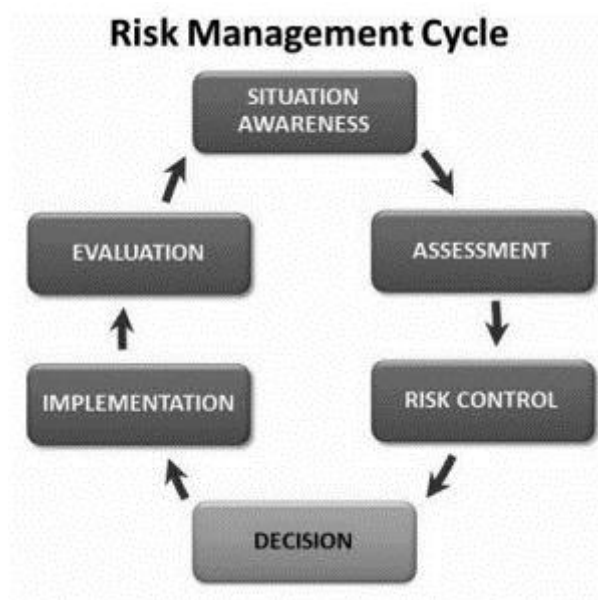 Risk Management Cycle
SITUATION
AWARENESS
ASSESSMENT
RISK CONTROL
DECISION
IMPLEMENTATION
EVALUATION